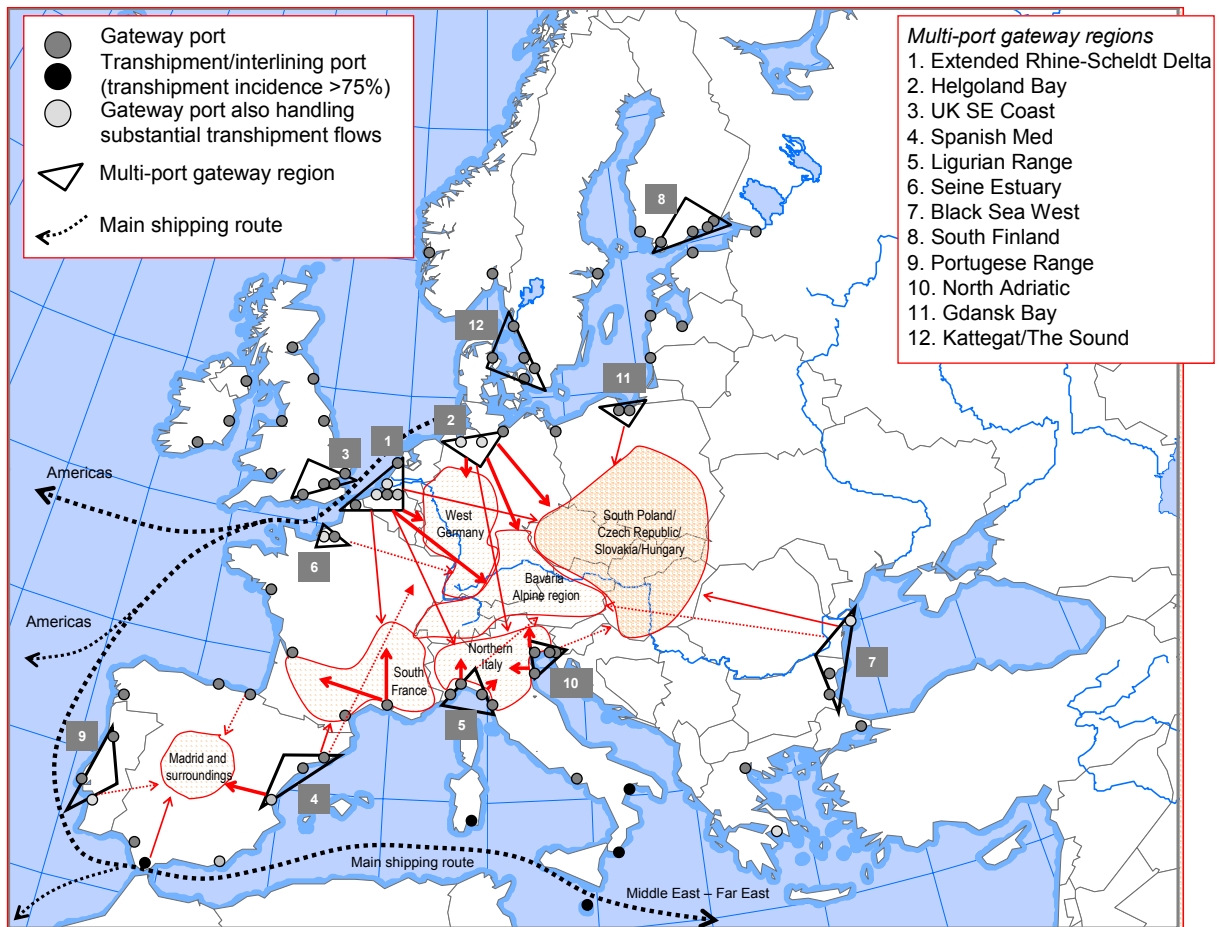 Gateway port
Transhipment/interlining port
(transhipment incidence >75%)
Gateway port also handling
substantial transhipment flows
Multi-port gateway region
Main shipping route
Multi-port gateway regions
1. Extended Rhine-Scheldt Delta
2. Helgoland Bay
3. UK SE Coast
4. Spanish Med
5. Ligurian Range
6. Seine Estuary
7. Black Sea West
8. South Finland
9. Portugese Range
10. North Adriatic
11. Gdansk Bay
12. Kattegat/The Sound
8
12
11
2
1
3
Americas
West
Germany
South Poland/
Czech Republic/
Slovakia/Hungary
6
Bavaria
Alpine region
Americas
Northern
Italy
South
France
7
10
5
9
Madrid and
surroundings
4
Main shipping route
Middle East – Far East